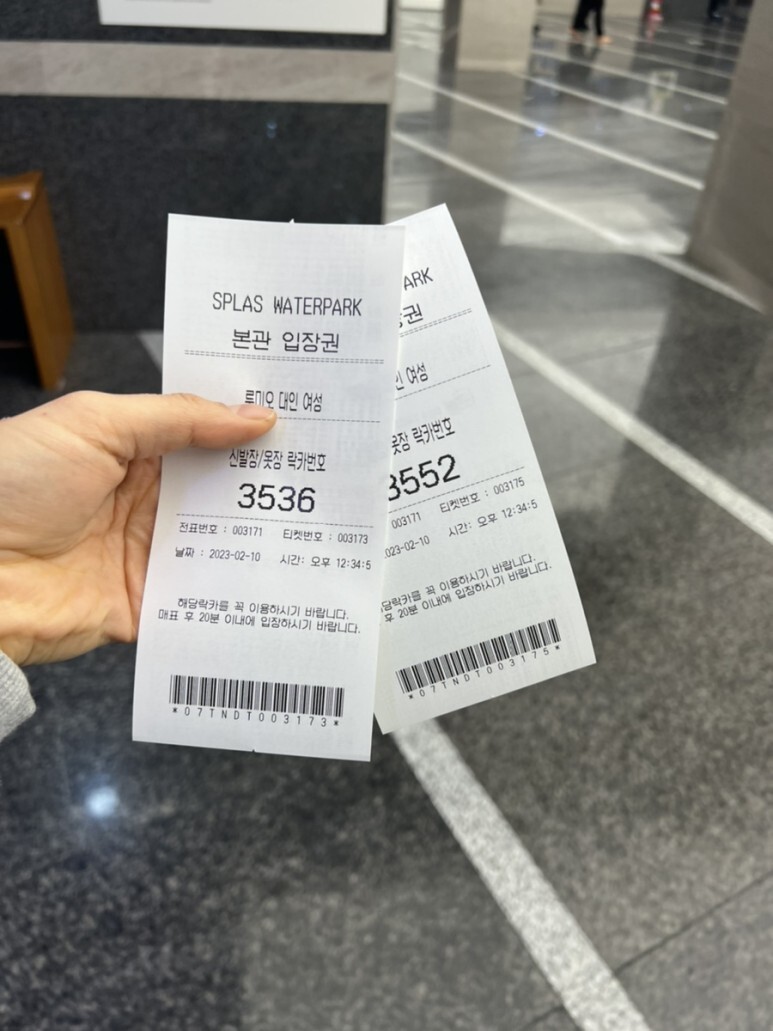 SPLAS WATERPARK
본관 입장권
대인 여성
신발장/옷장 락카번호
3536
전표번호 : 003171 티켓번호 : 003173
날짜 : 2023-02-10 시간: 오후 12:34:5
해당락카를 꼭 이용하시기 바랍니다.
매표 후 20분 이내에 입장하시기 바랍니다.
*07TNDT003173*
ARK
권
인 여성
옷장 락카번호
3552
003171 티켓번호 : 003175
023-02-10 시간: 오후 12:34:5
당락카를 꼭 이용하시기 바랍니다.
후 20분 이내에 입장하시기 바랍니다.
*07TNDT003175*